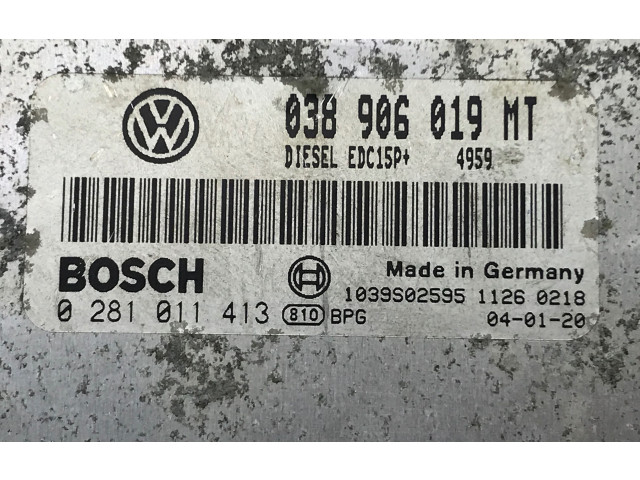 038 906 019 MT
DIESEL EDC15P+ 4959
BOSCH
Made in Germany
1039S02595 1126 0218
0 281 011 413 810 BPG 04-01-20